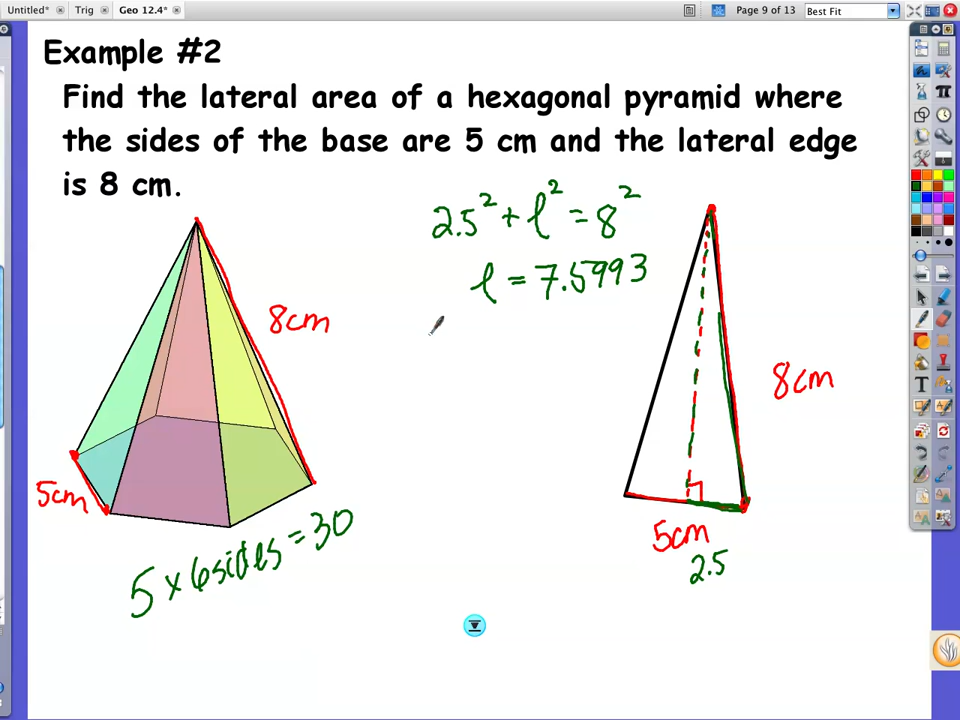 Untitled* Trig Geo 12.4* Page 9 of 13 Best Fit
Example #2
Find the lateral area of a hexagonal pyramid where
the sides of the base are 5 cm and the lateral edge
is 8 cm.
2.5² + l² = 8²
l = 7.5993
8cm
8cm
5cm
5cm
2.5
5 x 6 sides = 30
π
T